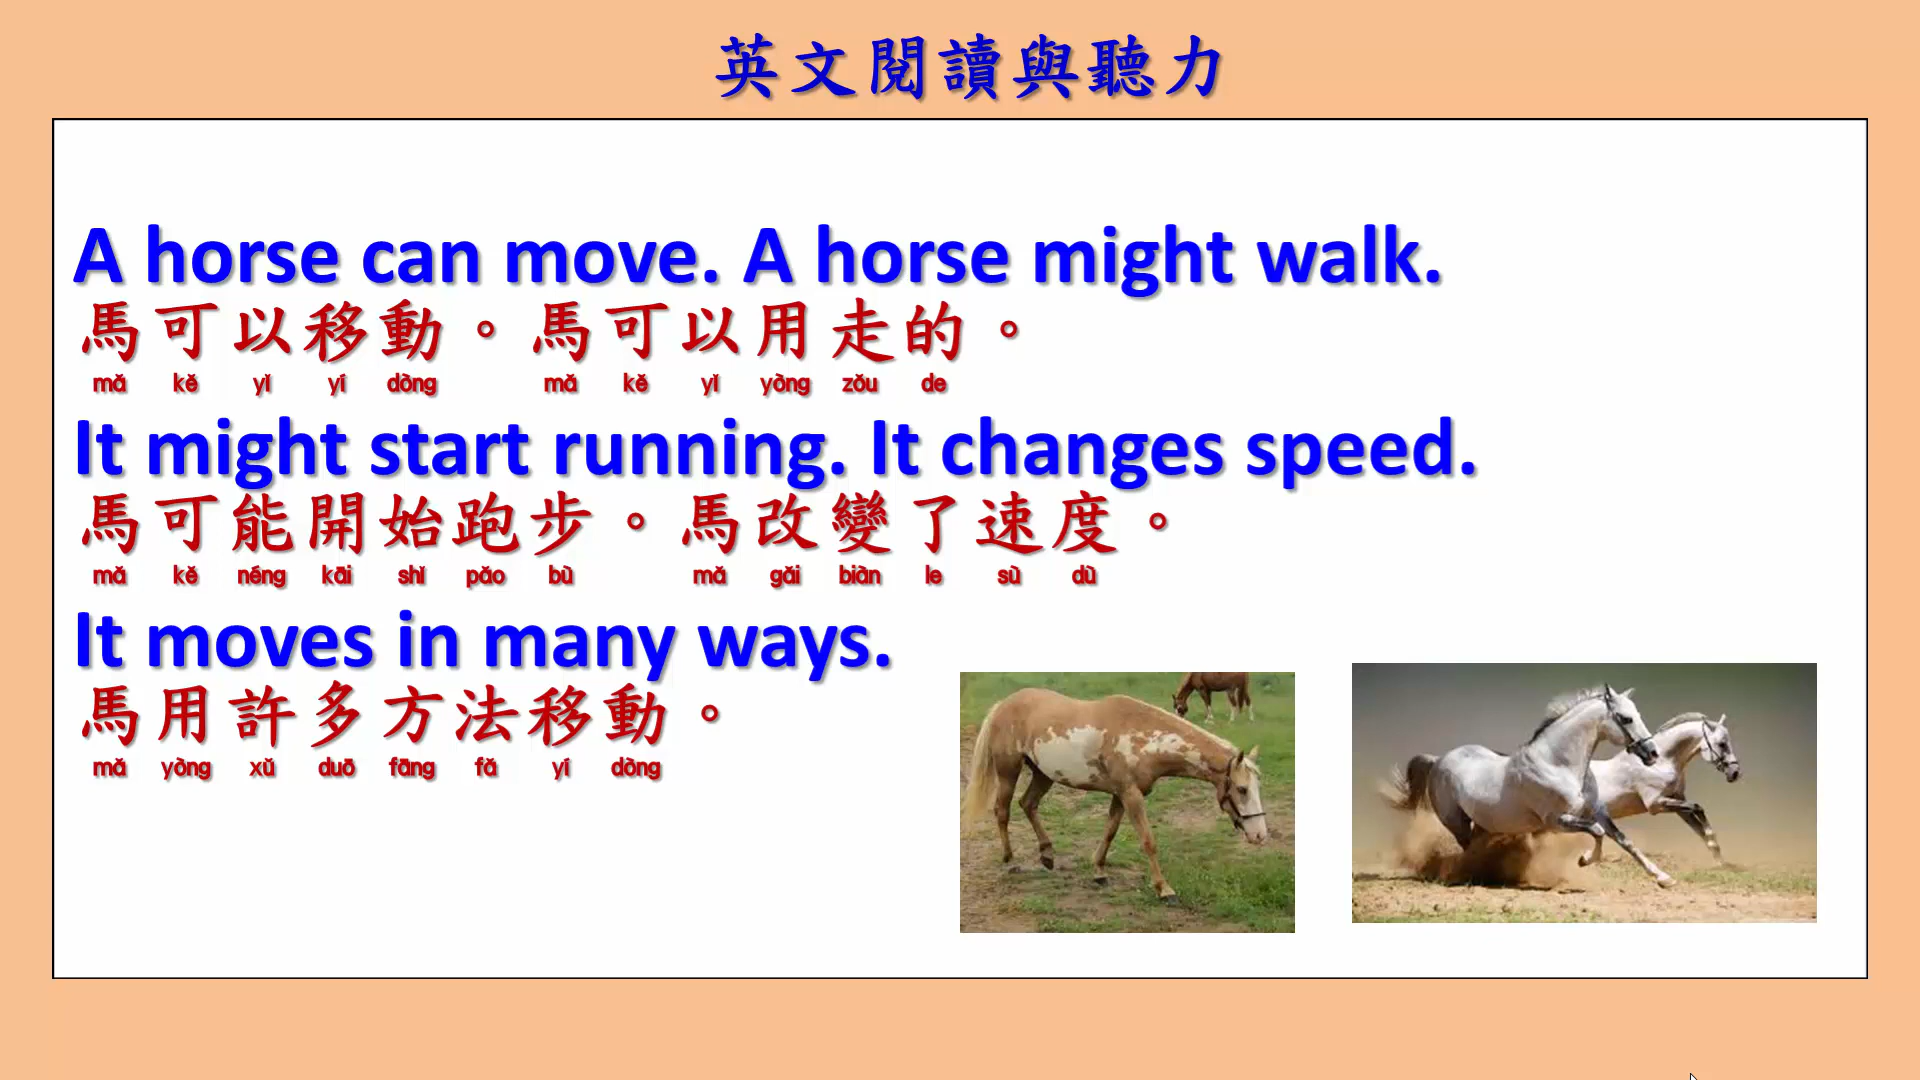 英文閱讀與聽力
A horse can move. A horse might walk.
馬可以移動。馬可以用走的。
mǎ kě yǐ yí dòng mǎ kě yǐ yòng zǒu de
It might start running. It changes speed.
馬可能開始跑步。馬改變了速度。
mǎ kě néng kāi shǐ pǎo bù mǎ gǎi biàn le sù dù
It moves in many ways.
馬用許多方法移動。
mǎ yòng xǔ duō fāng fǎ yí dòng